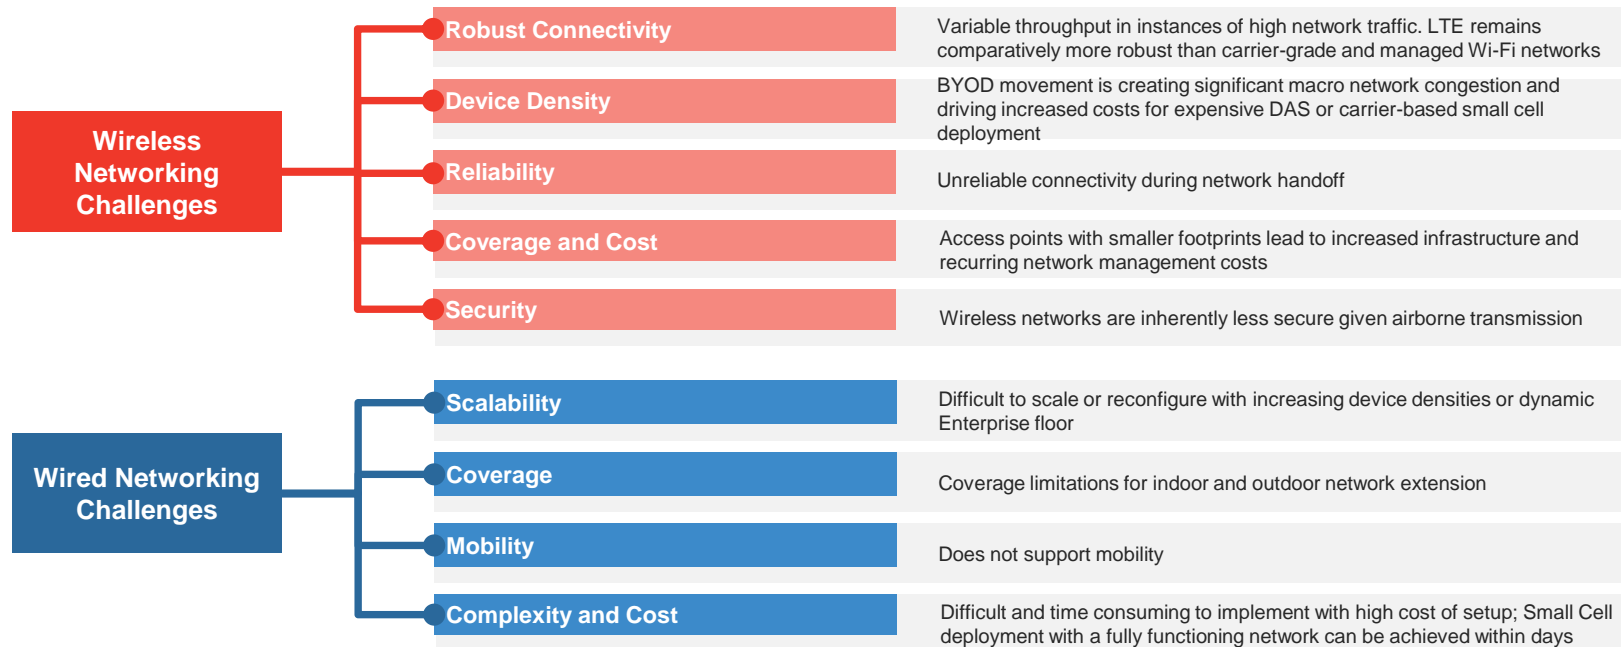 Wireless
Networking
Challenges
Robust Connectivity
Variable throughput in instances of high network traffic. LTE remains
comparatively more robust than carrier-grade and managed Wi-Fi networks
Device Density
BYOD movement is creating significant macro network congestion and
driving increased costs for expensive DAS or carrier-based small cell
deployment
Reliability
Unreliable connectivity during network handoff
Coverage and Cost
Access points with smaller footprints lead to increased infrastructure and
recurring network management costs
Security
Wireless networks are inherently less secure given airborne transmission
Wired Networking
Challenges
Scalability
Difficult to scale or reconfigure with increasing device densities or dynamic
Enterprise floor
Coverage
Coverage limitations for indoor and outdoor network extension
Mobility
Does not support mobility
Complexity and Cost
Difficult and time consuming to implement with high cost of setup; Small Cell
deployment with a fully functioning network can be achieved within days